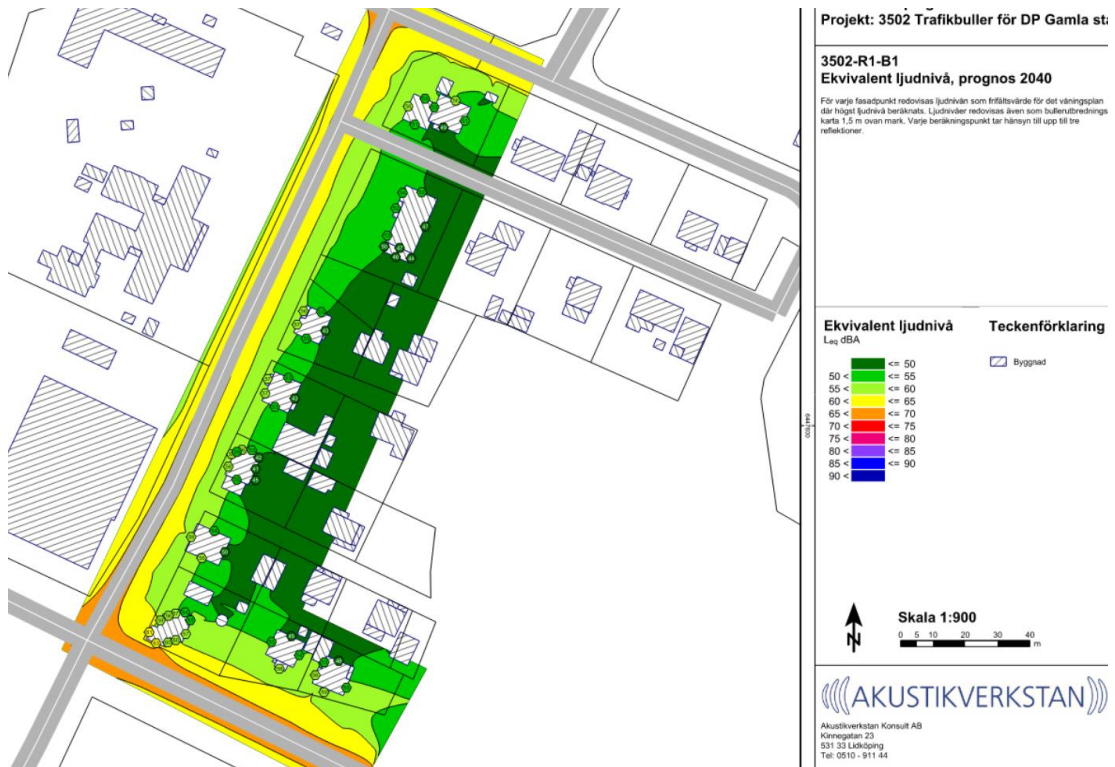 Projekt: 3502 Trafikbuller för DP Gamla sta
3502-R1-B1
Ekvivalent ljudnivå, prognos 2040
För varje fasadpunkt redovisas ljudnivån som frifältsvärde för det våningsplan
där högst ljudnivå beräknats. Ljudnivåer redovisas även som bullerutbrednings
karta 1,5 m ovan mark. Varje beräkningspunkt tar hänsyn till upp till tre
reflektioner.
Ekvivalent ljudnivå
Leq dBA
<= 50
50 < <= 55
55 < <= 60
60 < <= 65
65 < <= 70
70 < <= 75
75 < <= 80
80 < <= 85
85 < <= 90
90 <
Teckenförklaring
Byggnad
N
Skala 1:900
0 5 10 20 30 40
m
AKUSTIKVERKSTAN
Akustikverkstan Konsult AB
Kinnegatan 23
531 33 Lidköping
Tel: 0510 - 911 44